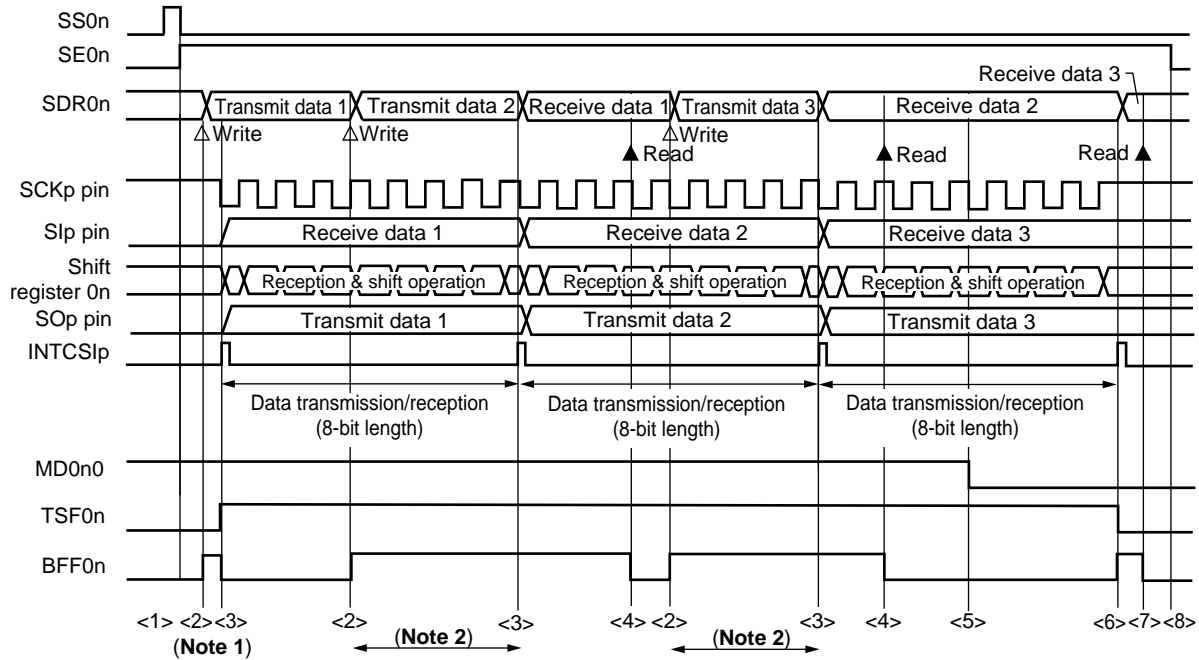 SS0n
SE0n
Receive data 3
SDR0n
Transmit data 1
Transmit data 2
Receive data 1
Transmit data 3
Receive data 2
Write
Write
Write
Read
Read
Read
SCKp pin
SIp pin
Receive data 1
Receive data 2
Receive data 3
Shift
register 0n
Reception & shift operation
Reception & shift operation
Reception & shift operation
SOp pin
Transmit data 1
Transmit data 2
Transmit data 3
INTCSIp
Data transmission/reception
(8-bit length)
Data transmission/reception
(8-bit length)
Data transmission/reception
(8-bit length)
MD0n0
TSF0n
BFF0n
<1> <2> <3> <2> <3> <4> <2> <3> <4> <5> <6> <7> <8>
(Note 1)
(Note 2)
(Note 2)